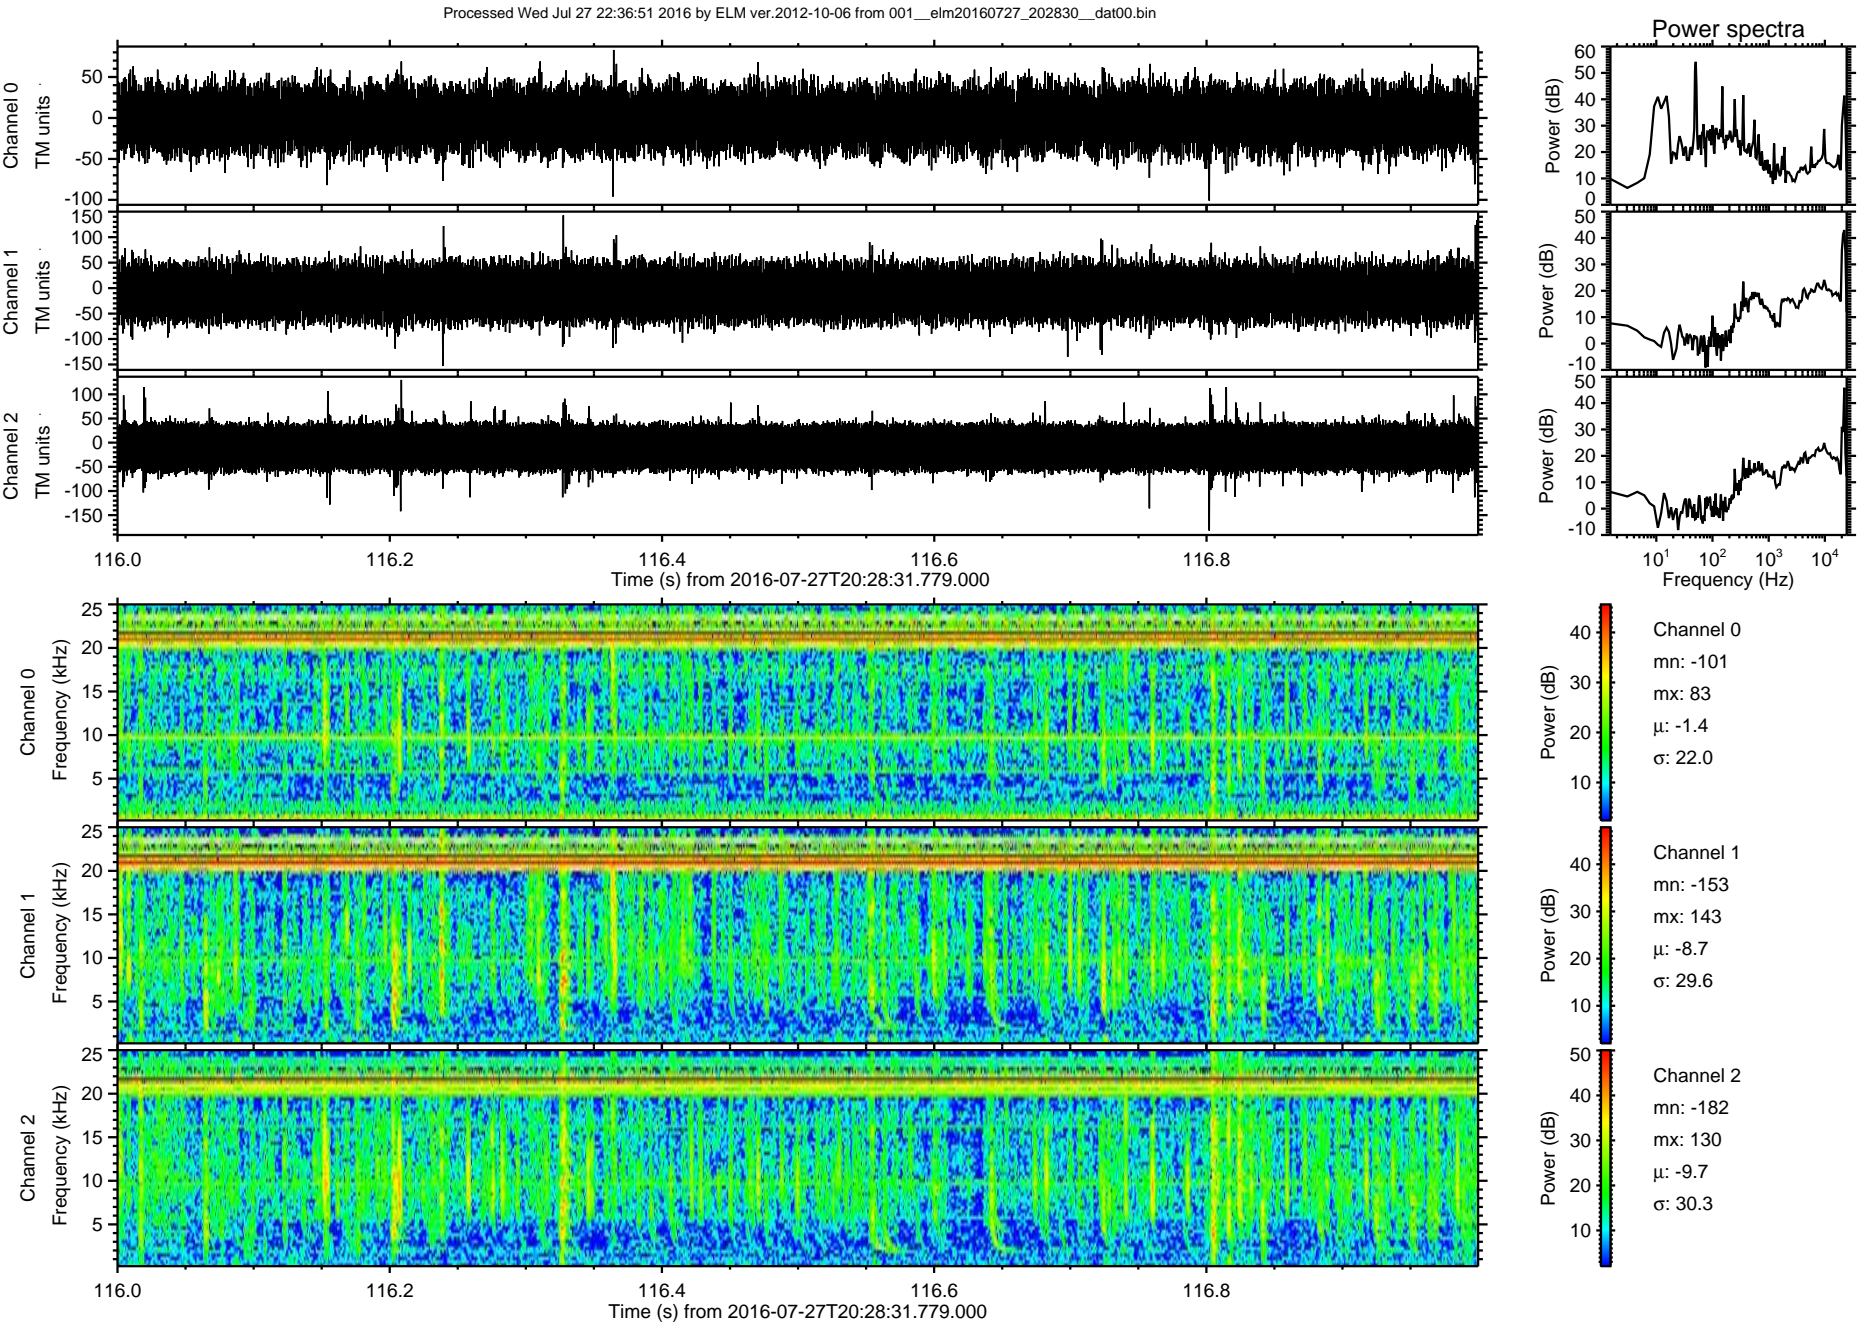 Processed Wed Jul 27 22:36:51 2016 by ELM ver.2012-10-06 from 001__elm20160727_202830__dat00.bin
Power spectra
Channel 0
TM units
50
0
-50
-100
Power (dB)
60
50
40
30
20
10
0
Channel 1
TM units
150
100
50
0
-50
-100
-150
Power (dB)
50
40
30
20
10
0
-10
Channel 2
TM units
100
50
0
-50
-100
-150
Power (dB)
50
40
30
20
10
0
-10
116.0 116.2 116.4 116.6 116.8
Time (s) from 2016-07-27T20:28:31.779.000
10¹ 10² 10³ 10⁴
Frequency (Hz)
Channel 0
Frequency (kHz)
25
20
15
10
5
Power (dB)
40
30
20
10
Channel 0
mn: -101
mx: 83
μ: -1.4
σ: 22.0
Channel 1
Frequency (kHz)
25
20
15
10
5
Power (dB)
40
30
20
10
Channel 1
mn: -153
mx: 143
μ: -8.7
σ: 29.6
Channel 2
Frequency (kHz)
25
20
15
10
5
Power (dB)
50
40
30
20
10
Channel 2
mn: -182
mx: 130
μ: -9.7
σ: 30.3
116.0 116.2 116.4 116.6 116.8
Time (s) from 2016-07-27T20:28:31.779.000